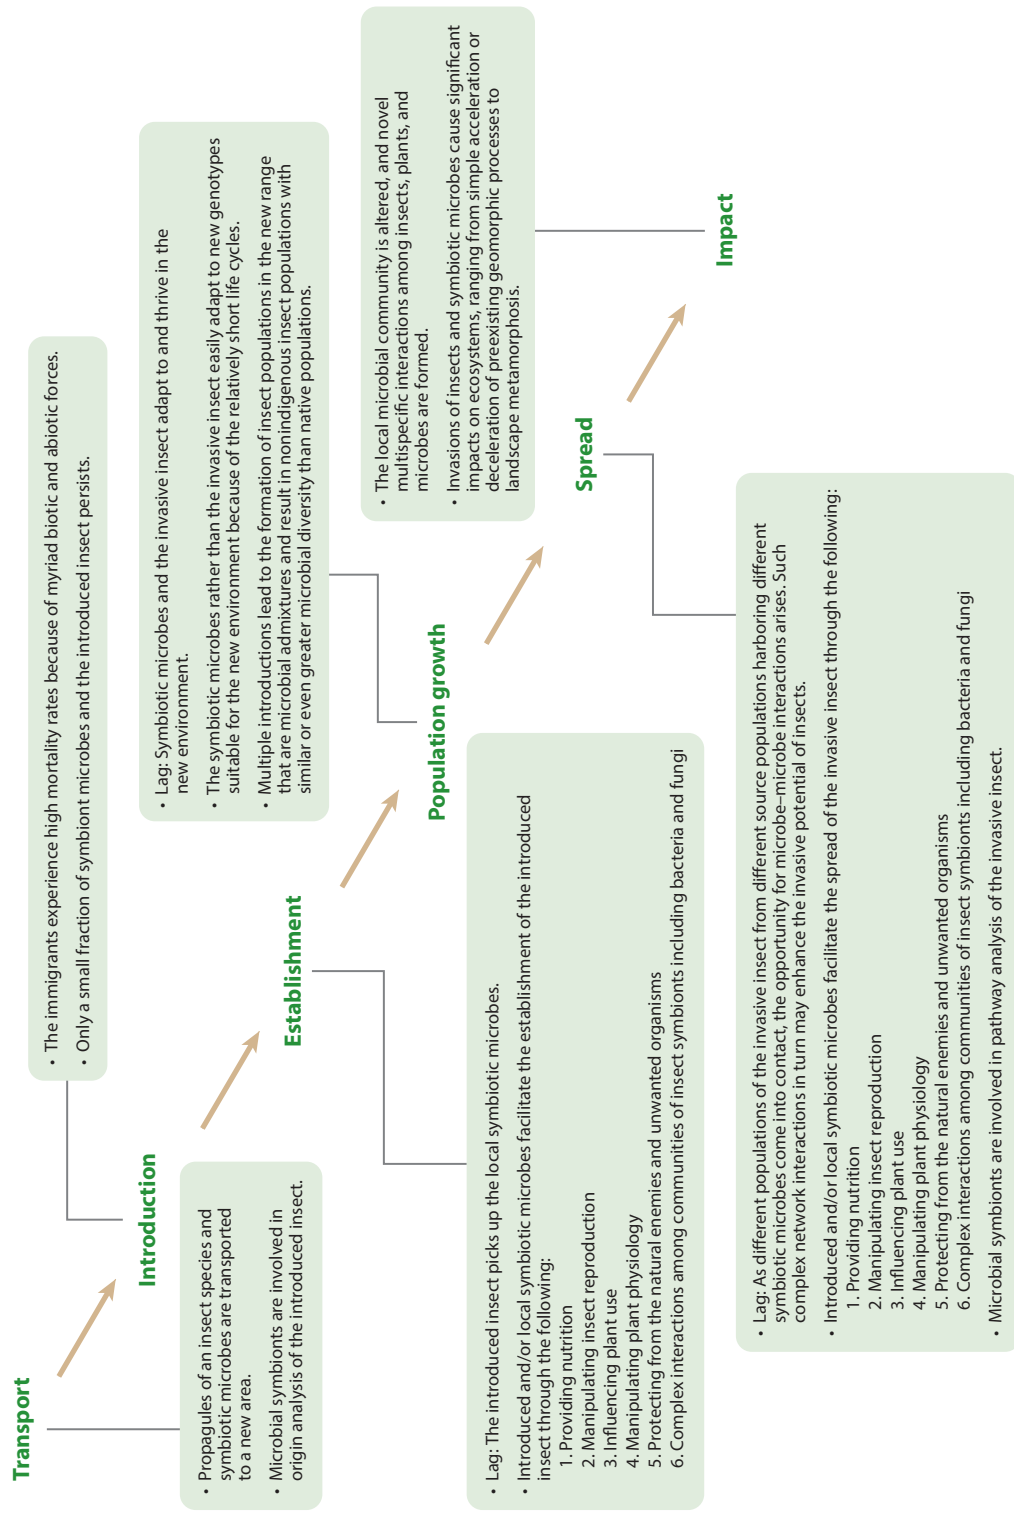 Transport
• Propagules of an insect species and
symbiotic microbes are transported
to a new area.
• Microbial symbionts are involved in
origin analysis of the introduced insect.
Introduction
• The immigrants experience high mortality rates because of myriad biotic and abiotic forces.
• Only a small fraction of symbiont microbes and the introduced insect persists.
Establishment
• Lag: The introduced insect picks up the local symbiotic microbes.
• Introduced and/or local symbiotic microbes facilitate the establishment of the introduced
insect through the following:
1. Providing nutrition
2. Manipulating insect reproduction
3. Influencing plant use
4. Manipulating plant physiology
5. Protecting from the natural enemies and unwanted organisms
6. Complex interactions among communities of insect symbionts including bacteria and fungi
Population growth
• Lag: Symbiotic microbes and the invasive insect adapt to and thrive in the
new environment.
• The symbiotic microbes rather than the invasive insect easily adapt to new genotypes
suitable for the new environment because of the relatively short life cycles.
• Multiple introductions lead to the formation of insect populations in the new range
that are microbial admixtures and result in nonindigenous insect populations with
similar or even greater microbial diversity than native populations.
Spread
• Lag: As different populations of the invasive insect from different source populations harboring different
symbiotic microbes come into contact, the opportunity for microbe–microbe interactions arises. Such
complex network interactions in turn may enhance the invasive potential of insects.
• Introduced and/or local symbiotic microbes facilitate the spread of the invasive insect through the following:
1. Providing nutrition
2. Manipulating insect reproduction
3. Influencing plant use
4. Manipulating plant physiology
5. Protecting from the natural enemies and unwanted organisms
6. Complex interactions among communities of insect symbionts including bacteria and fungi
• Microbial symbionts are involved in pathway analysis of the invasive insect.
Impact
• The local microbial community is altered, and novel
multispecific interactions among insects, plants, and
microbes are formed.
• Invasions of insects and symbiotic microbes cause significant
impacts on ecosystems, ranging from simple acceleration or
deceleration of preexisting geomorphic processes to
landscape metamorphosis.